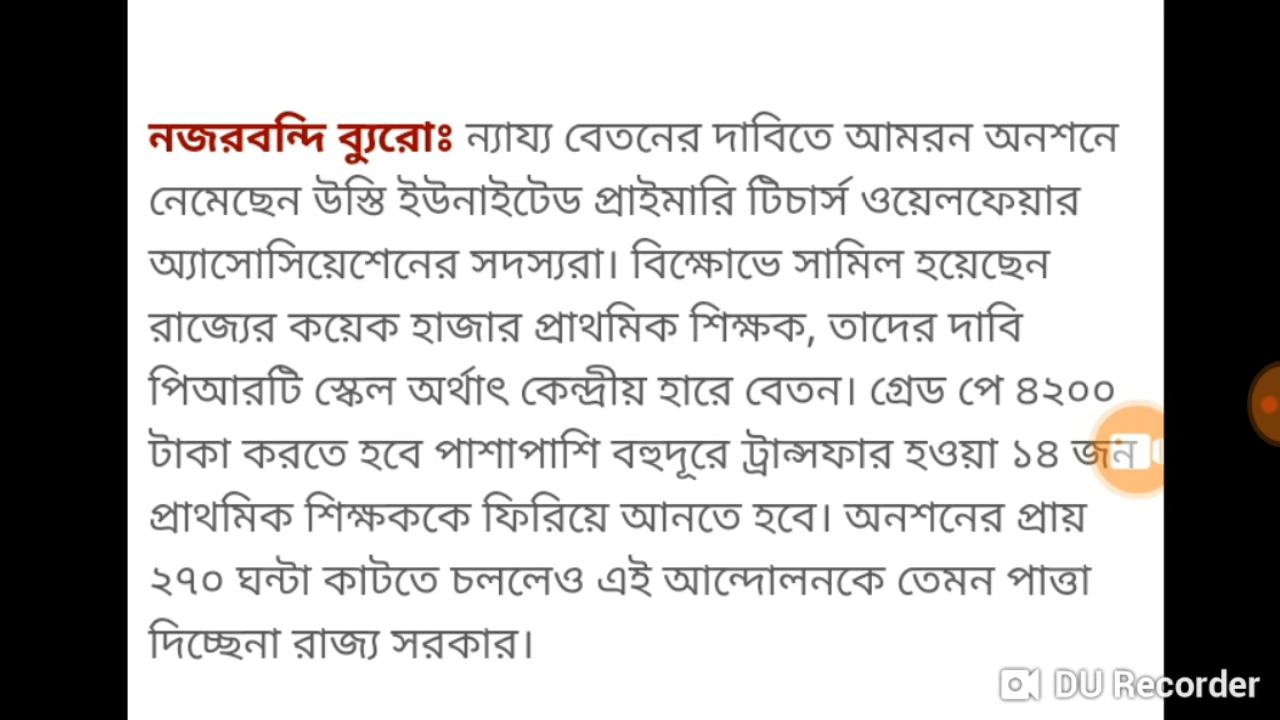 নজরবন্দি ব্যুরোঃ ন্যায্য বেতনের দাবিতে আমরন অনশনে
নেমেছেন উস্তি ইউনাইটেড প্রাইমারি টিচার্স ওয়েলফেয়ার
অ্যাসোসিয়েশেনের সদস্যরা। বিক্ষোভে সামিল হয়েছেন
রাজ্যের কয়েক হাজার প্রাথমিক শিক্ষক, তাদের দাবি
পিআরটি স্কেল অর্থাৎ কেন্দ্রীয় হারে বেতন। গ্রেড পে ৪২০০
টাকা করতে হবে পাশাপাশি বহুদূরে ট্রান্সফার হওয়া ১৪ জন
প্রাথমিক শিক্ষককে ফিরিয়ে আনতে হবে। অনশনের প্রায়
২৭০ ঘন্টা কাটতে চললেও এই আন্দোলনকে তেমন পাত্তা
দিচ্ছেনা রাজ্য সরকার।
DU Recorder